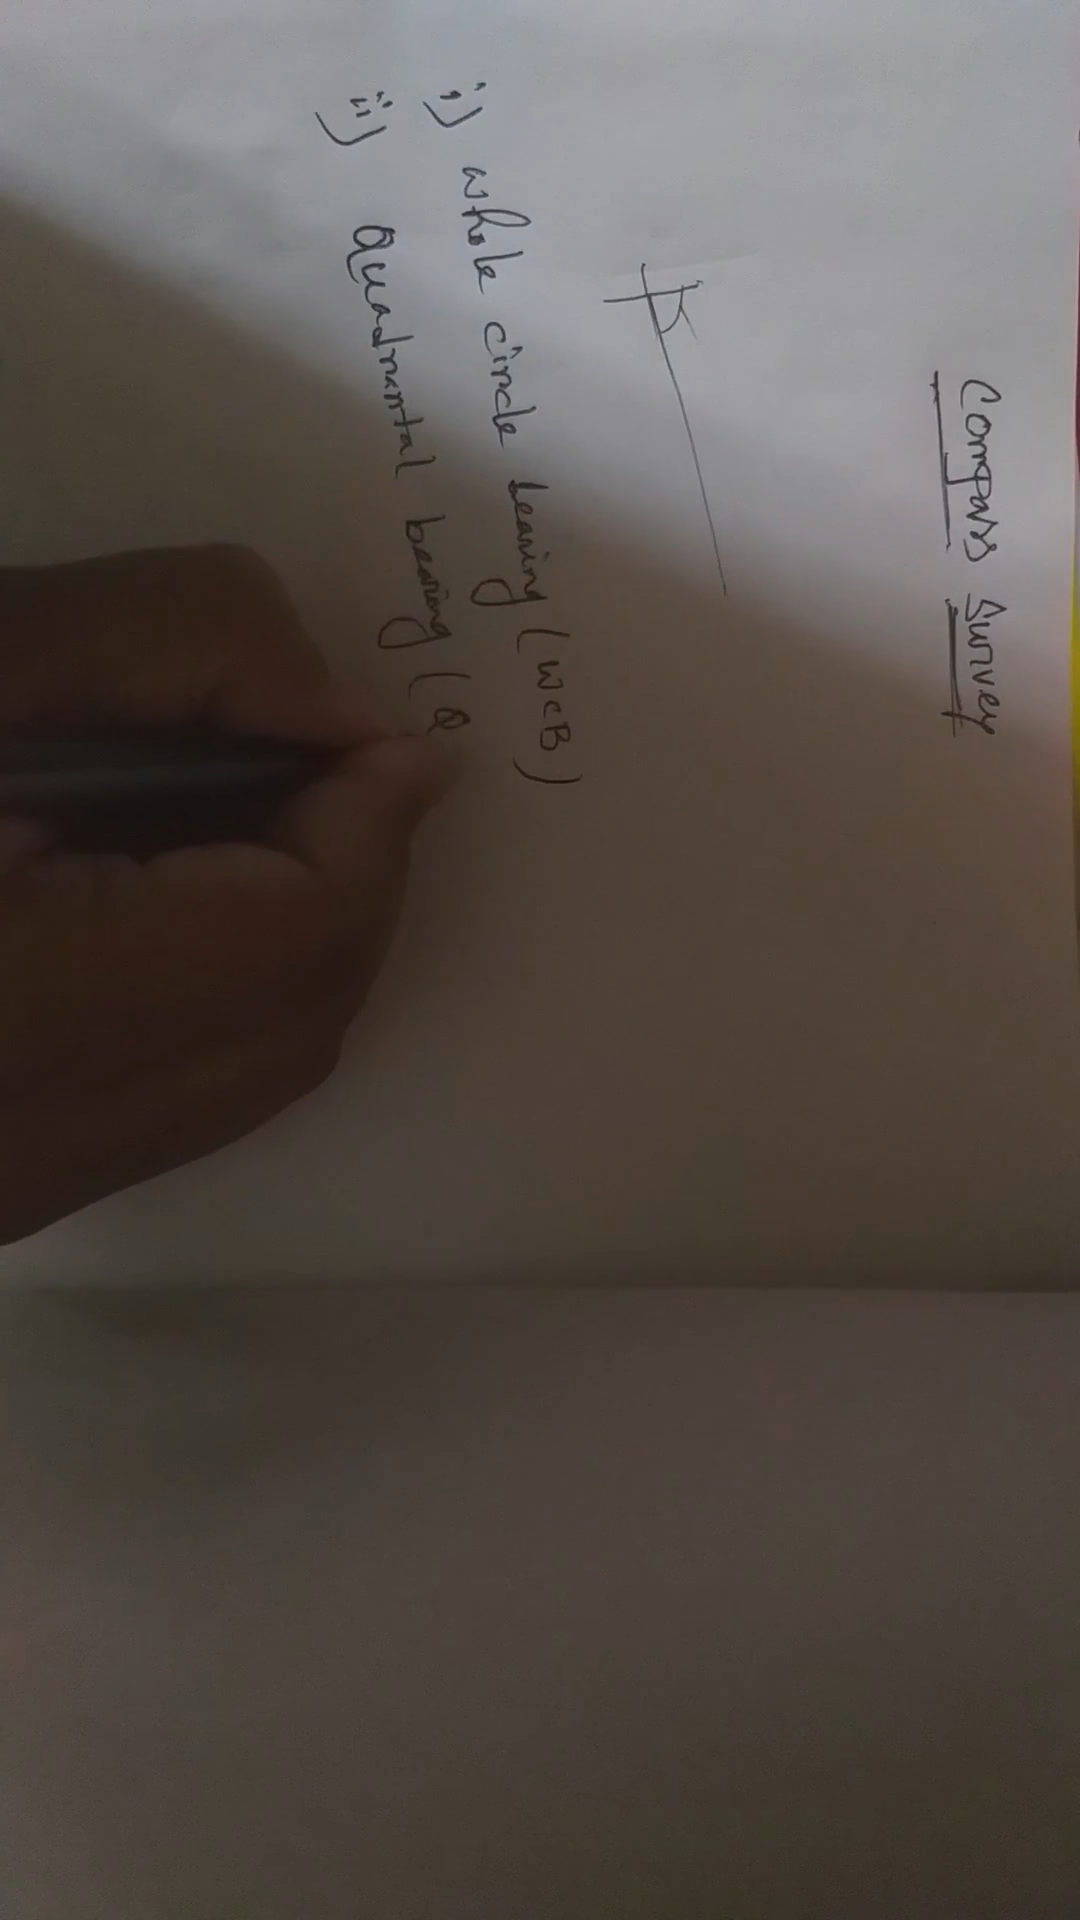 Compass Survey
i) whole circle bearing (WCB)
ii) Quadrantal bearing (Q